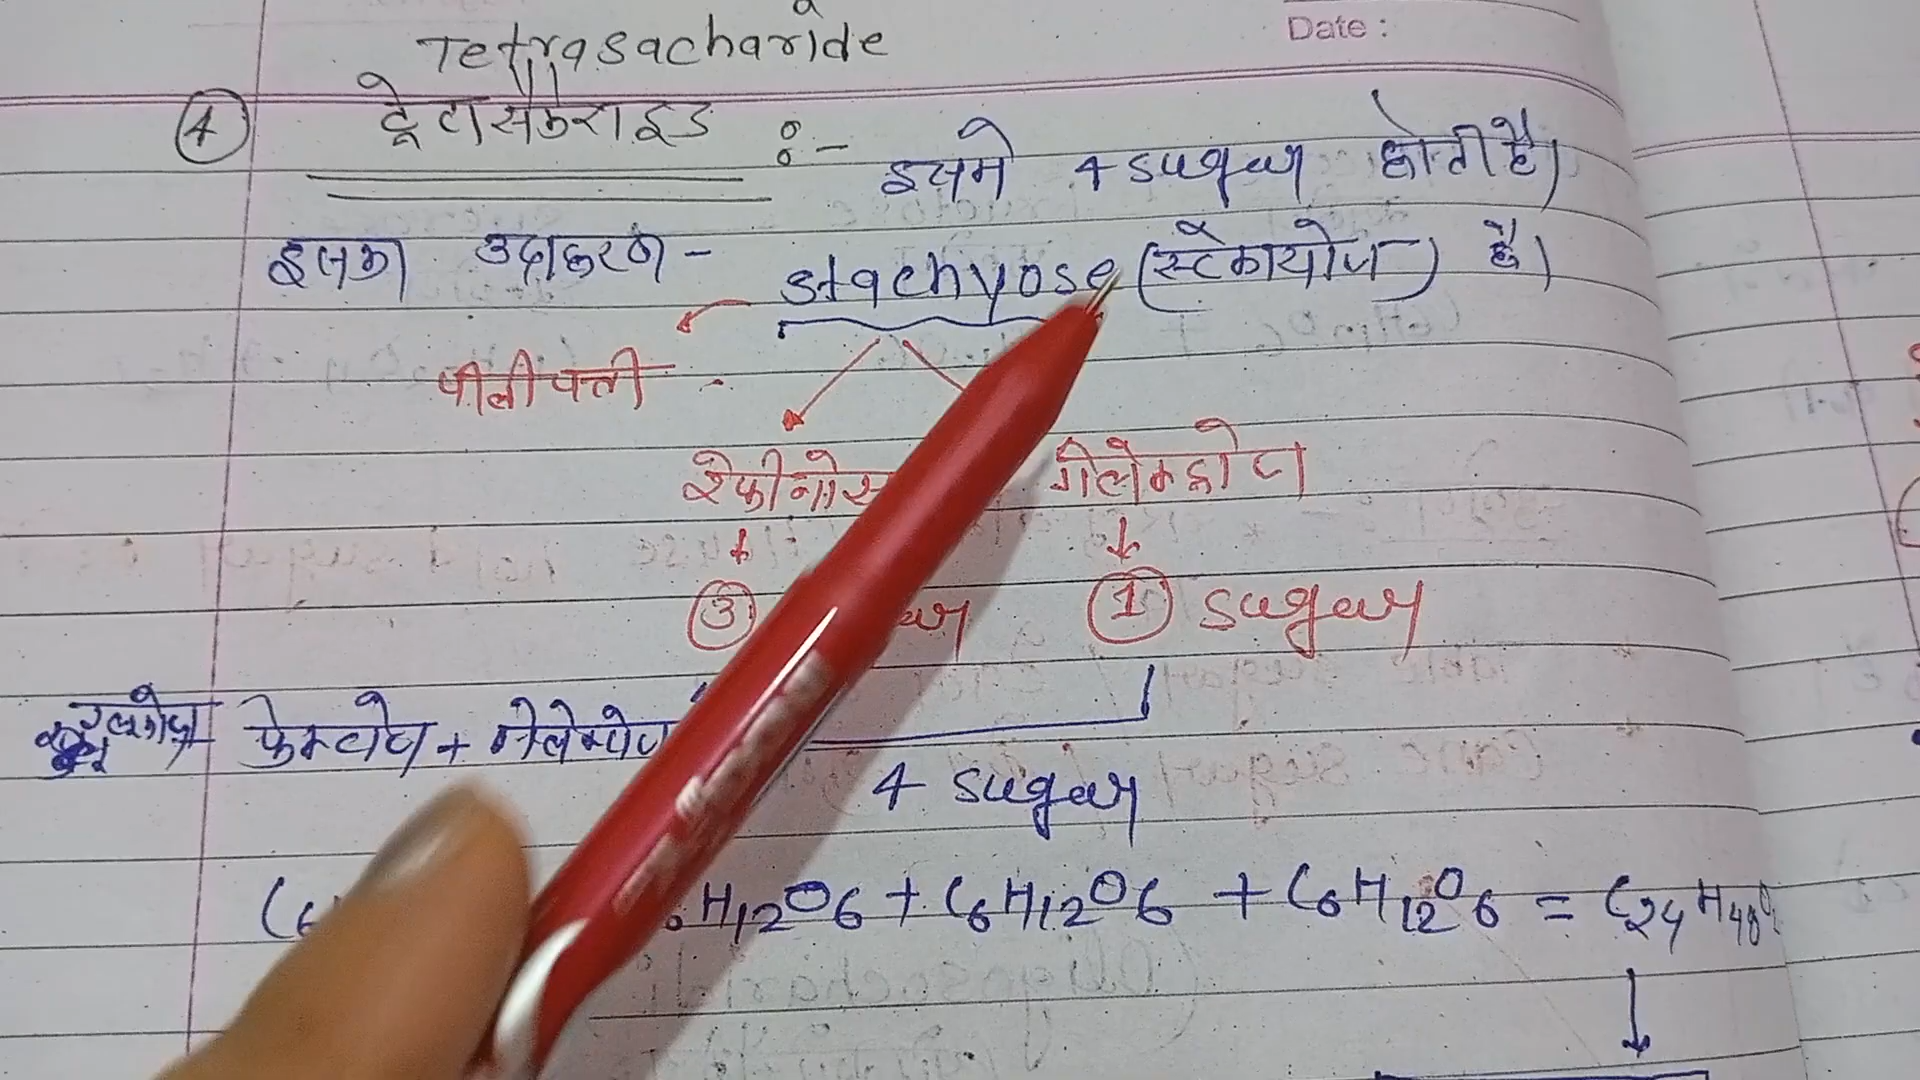 Date :
Tetrasacharide
4 ट्रेटासैकेराइड :- इसमे 4 sugar होती है।
इसका उदाहरण - stachyose (स्टैकायोज) है।
पीलीपत्ती
रेफीनोस गेलेक्टोज
3 1 sugar
फ्रेक्टोज + गेलेक्टोज
4 sugar
H12O6 + C6H12O6 + C6H12O6 = C24H48O